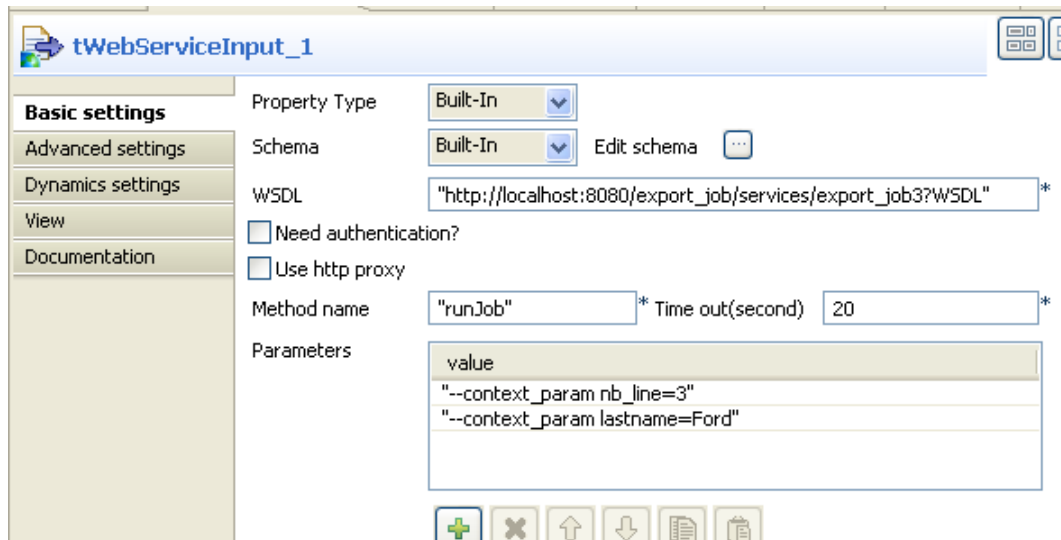 tWebServiceInput_1
Basic settings
Advanced settings
Dynamics settings
View
Documentation
Property Type Built-In
Schema Built-In Edit schema ...
WSDL "http://localhost:8080/export_job/services/export_job3?WSDL" *
Need authentication?
Use http proxy
Method name "runJob" * Time out(second) 20 *
Parameters
value
"--context_param nb_line=3"
"--context_param lastname=Ford"